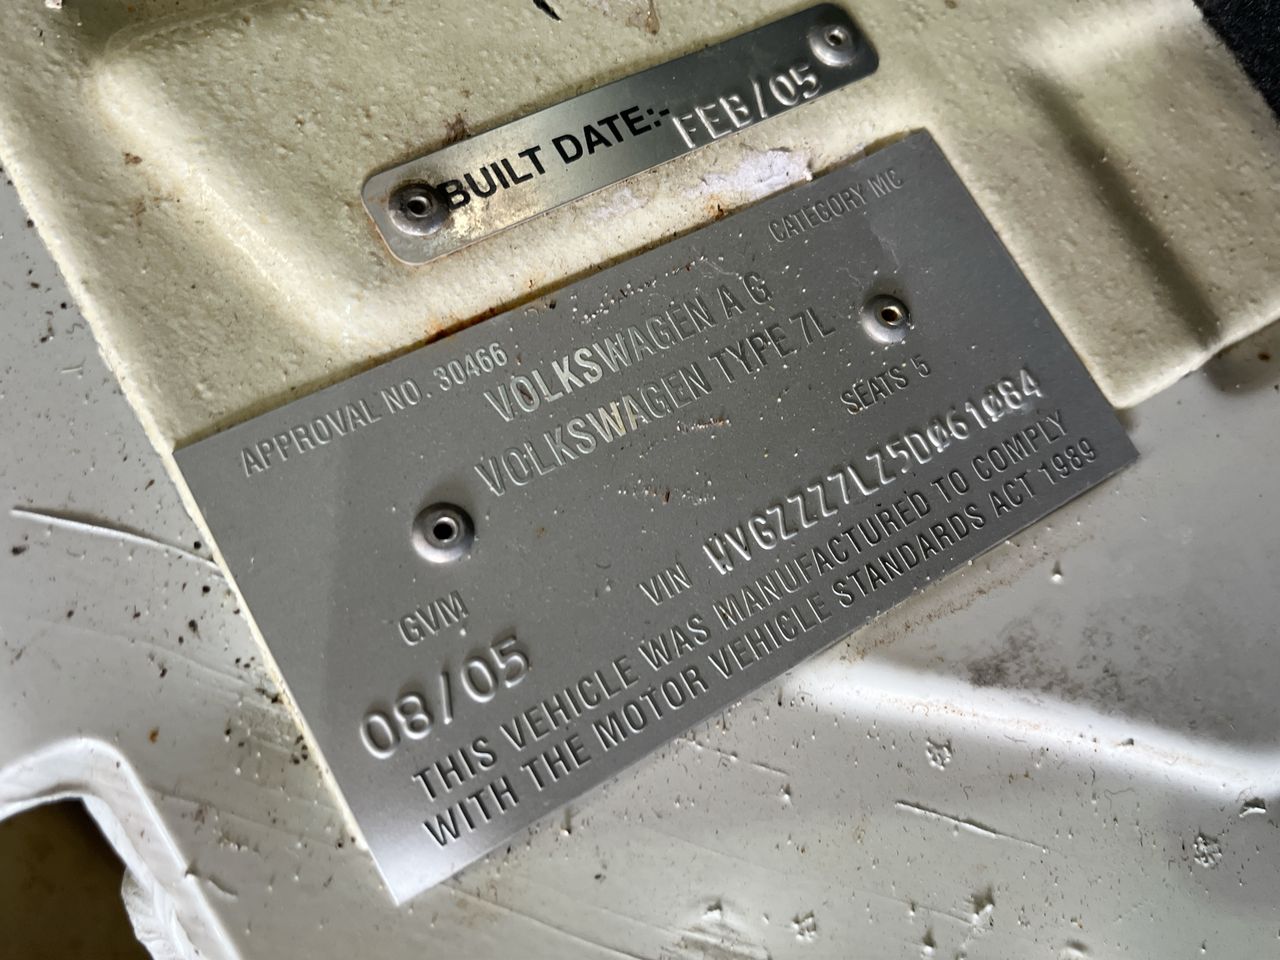 BUILT DATE:- FEB/05
APPROVAL NO. 30466 CATEGORY MC
VOLKSWAGEN A G
VOLKSWAGEN TYPE 7L
SEATS 5
GVM VIN WVGZZZ7LZ5DØ61Ø84
08/05
THIS VEHICLE WAS MANUFACTURED TO COMPLY
WITH THE MOTOR VEHICLE STANDARDS ACT 1989